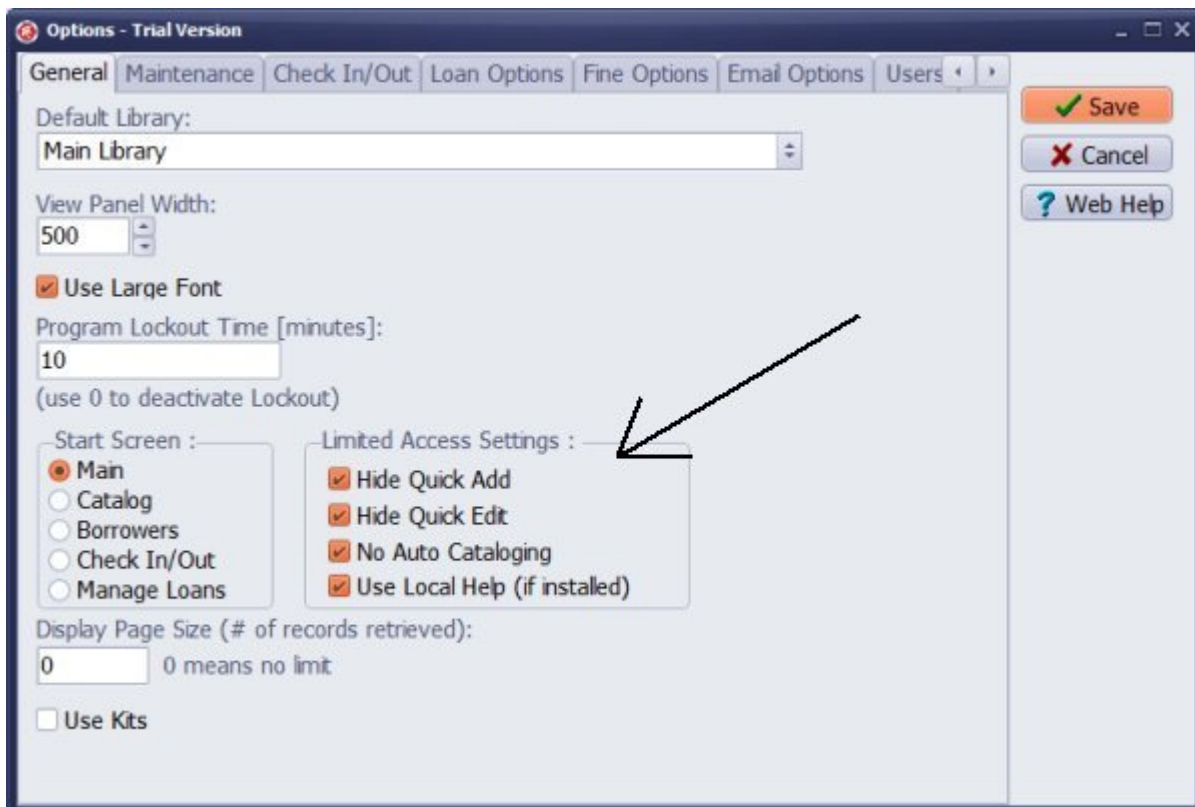 Options - Trial Version
General Maintenance Check In/Out Loan Options Fine Options Email Options Users
Save
Cancel
Web Help
Default Library:
Main Library
View Panel Width:
500
Use Large Font
Program Lockout Time [minutes]:
10
(use 0 to deactivate Lockout)
Start Screen :
Main
Catalog
Borrowers
Check In/Out
Manage Loans
Limited Access Settings :
Hide Quick Add
Hide Quick Edit
No Auto Cataloging
Use Local Help (if installed)
Display Page Size (# of records retrieved):
0 0 means no limit
Use Kits